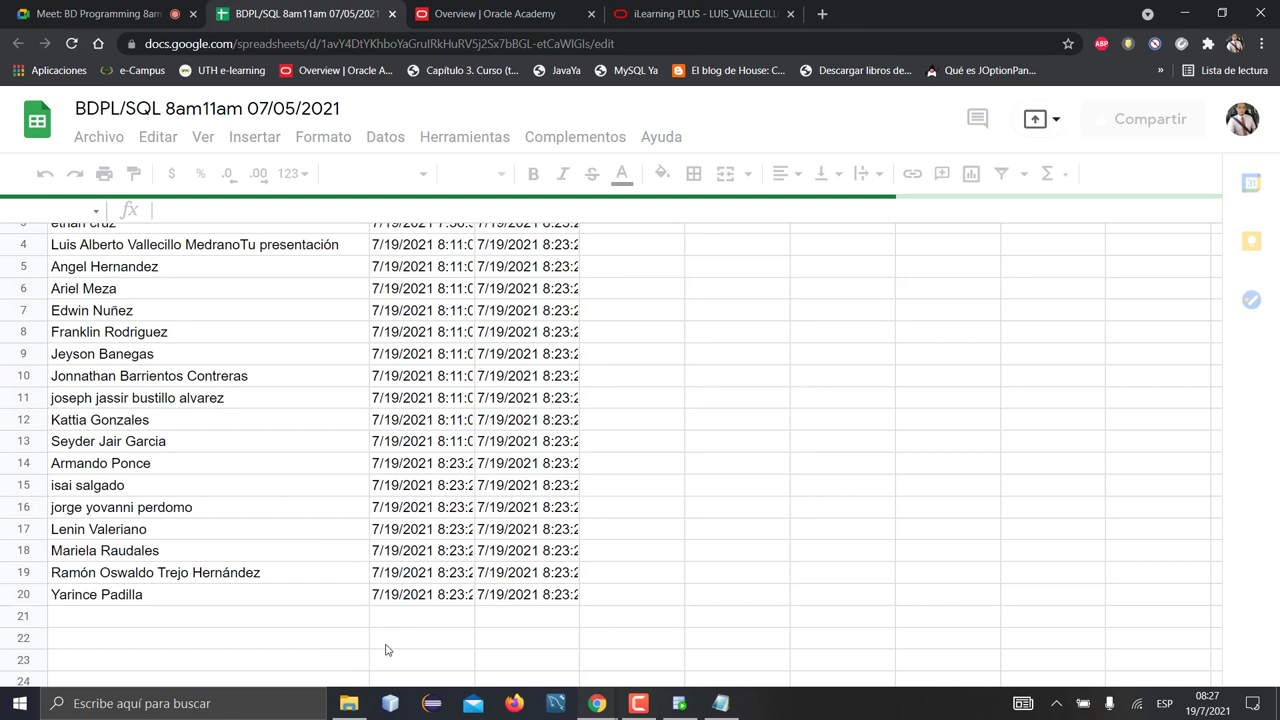 Meet: BD Programming 8am
BDPL/SQL 8am11am 07/05/2021
Overview | Oracle Academy
iLearning PLUS - LUIS_VALLECILL
docs.google.com/spreadsheets/d/1avY4DtYKhboYaGruIRkHuRV5j2Sx7bBGL-etCaWIGIs/edit
Aplicaciones
e-Campus
UTH e-learning
Overview | Oracle A...
Capítulo 3. Curso (t...
JavaYa
MySQL Ya
El blog de House: C...
Descargar libros de...
Qué es JOptionPan...
»
Lista de lectura
BDPL/SQL 8am11am 07/05/2021
Archivo Editar Ver Insertar Formato Datos Herramientas Complementos Ayuda
Compartir
$ % .0 .00 123
fx
ethan cruz
4 Luis Alberto Vallecillo MedranoTu presentación 7/19/2021 8:11:0 7/19/2021 8:23:2
5 Angel Hernandez 7/19/2021 8:11:0 7/19/2021 8:23:2
6 Ariel Meza 7/19/2021 8:11:0 7/19/2021 8:23:2
7 Edwin Nuñez 7/19/2021 8:11:0 7/19/2021 8:23:2
8 Franklin Rodriguez 7/19/2021 8:11:0 7/19/2021 8:23:2
9 Jeyson Banegas 7/19/2021 8:11:0 7/19/2021 8:23:2
10 Jonnathan Barrientos Contreras 7/19/2021 8:11:0 7/19/2021 8:23:2
11 joseph jassir bustillo alvarez 7/19/2021 8:11:0 7/19/2021 8:23:2
12 Kattia Gonzales 7/19/2021 8:11:0 7/19/2021 8:23:2
13 Seyder Jair Garcia 7/19/2021 8:11:0 7/19/2021 8:23:2
14 Armando Ponce 7/19/2021 8:23:2 7/19/2021 8:23:2
15 isai salgado 7/19/2021 8:23:2 7/19/2021 8:23:2
16 jorge yovanni perdomo 7/19/2021 8:23:2 7/19/2021 8:23:2
17 Lenin Valeriano 7/19/2021 8:23:2 7/19/2021 8:23:2
18 Mariela Raudales 7/19/2021 8:23:2 7/19/2021 8:23:2
19 Ramón Oswaldo Trejo Hernández 7/19/2021 8:23:2 7/19/2021 8:23:2
20 Yarince Padilla 7/19/2021 8:23:2 7/19/2021 8:23:2
21
22
23
24
Escribe aquí para buscar
ESP
08:27
19/7/2021